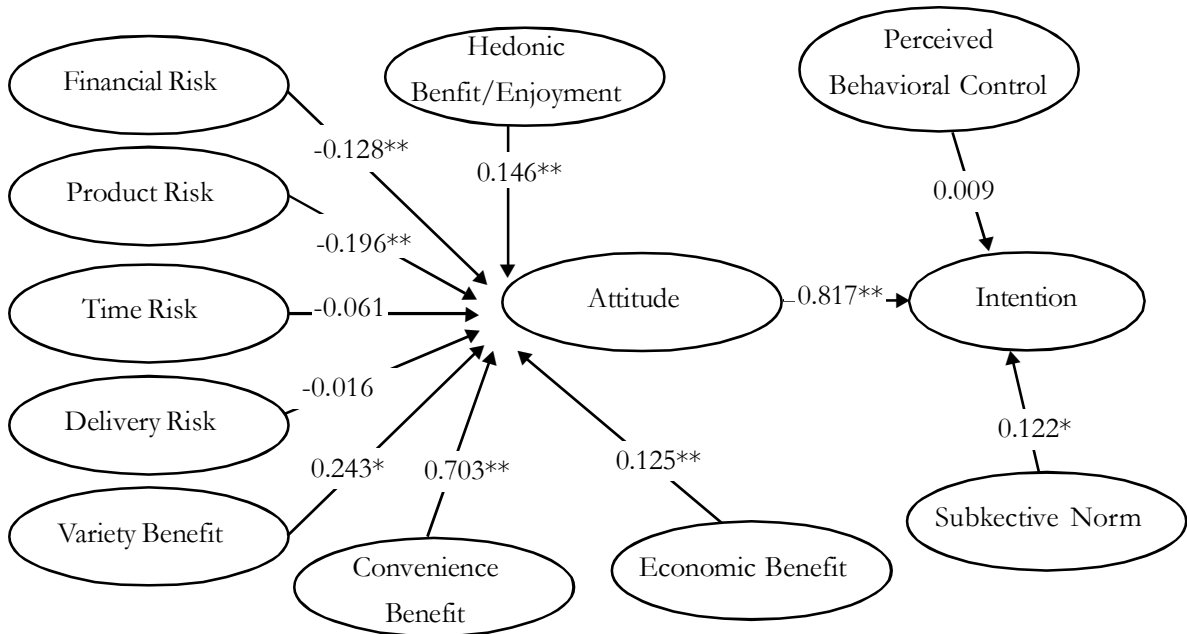 Financial Risk
Hedonic
Benfit/Enjoyment
Perceived
Behavioral Control
-0.128**
0.146**
Product Risk
0.009
-0.196**
Time Risk
-0.061
Attitude
0.817**
Intention
Delivery Risk
-0.016
0.243*
0.703**
0.125**
0.122*
Variety Benefit
Convenience
Benefit
Economic Benefit
Subkective Norm